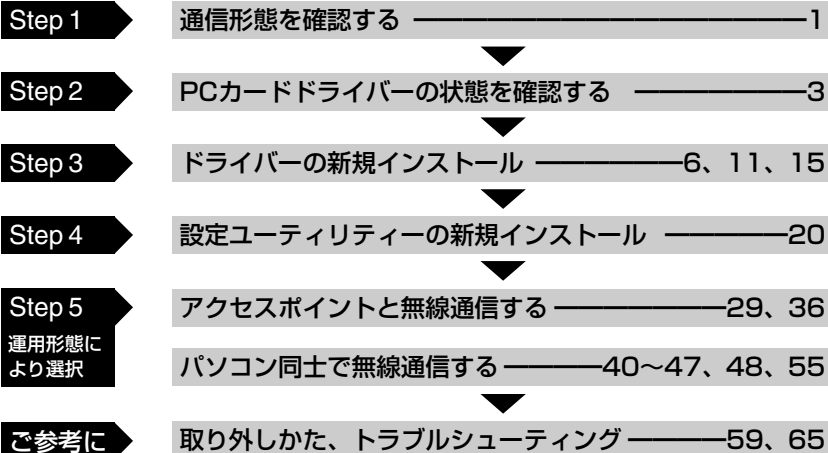 Step 1 通信形態を確認する 1
Step 2 PCカードドライバーの状態を確認する 3
Step 3 ドライバーの新規インストール 6、11、15
Step 4 設定ユーティリティーの新規インストール 20
Step 5 アクセスポイントと無線通信する 29、36
運用形態に
より選択 パソコン同士で無線通信する 40〜47、48、55
ご参考に 取り外しかた、トラブルシューティング 59、65